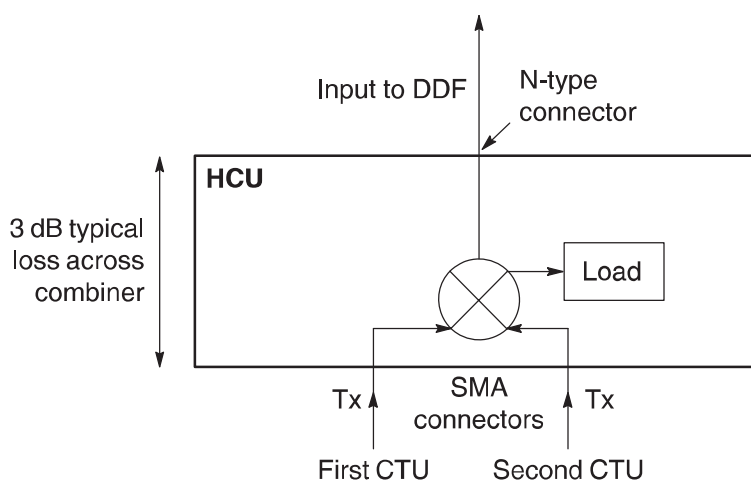 Input to DDF
N-type
connector
HCU
3 dB typical
loss across
combiner
Load
Tx
SMA
connectors
Tx
First CTU
Second CTU